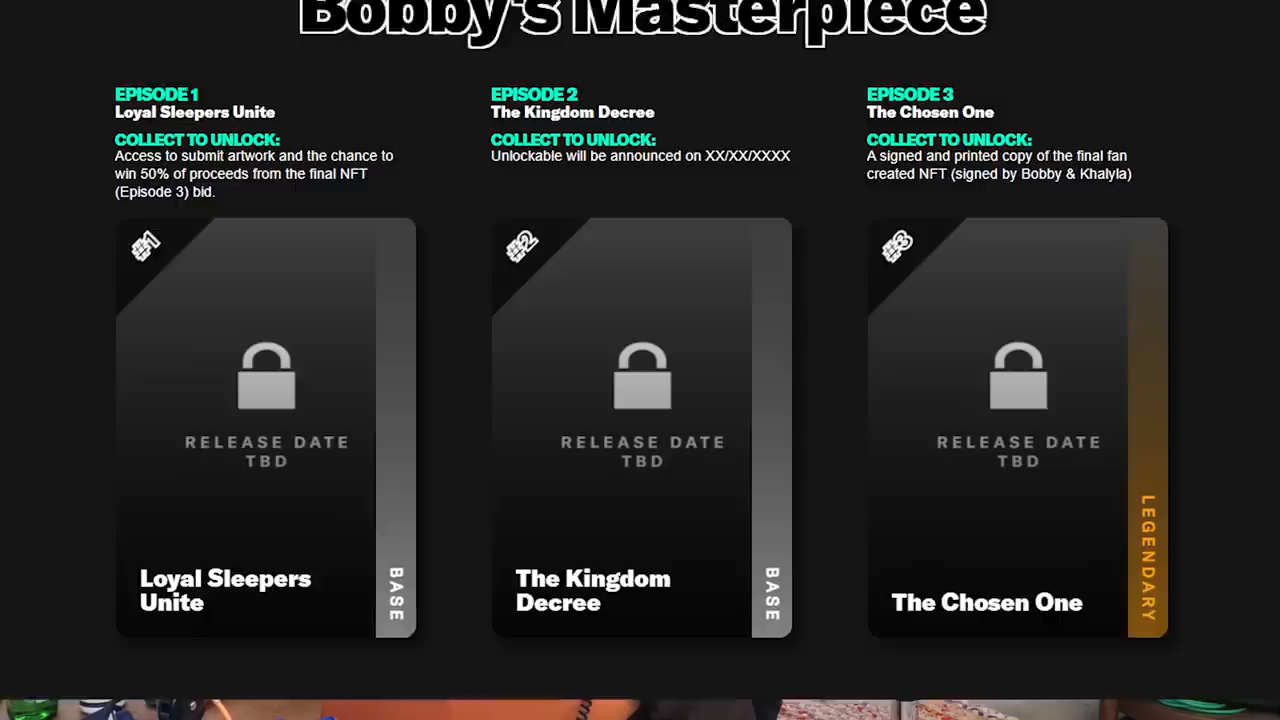 Bobby's Masterpiece
EPISODE 1
Loyal Sleepers Unite
COLLECT TO UNLOCK:
Access to submit artwork and the chance to
win 50% of proceeds from the final NFT
(Episode 3) bid.
#1
RELEASE DATE
TBD
Loyal Sleepers
Unite
BASE
EPISODE 2
The Kingdom Decree
COLLECT TO UNLOCK:
Unlockable will be announced on XX/XX/XXXX
#2
RELEASE DATE
TBD
The Kingdom
Decree
BASE
EPISODE 3
The Chosen One
COLLECT TO UNLOCK:
A signed and printed copy of the final fan
created NFT (signed by Bobby & Khalyla)
#3
RELEASE DATE
TBD
The Chosen One
LEGENDARY